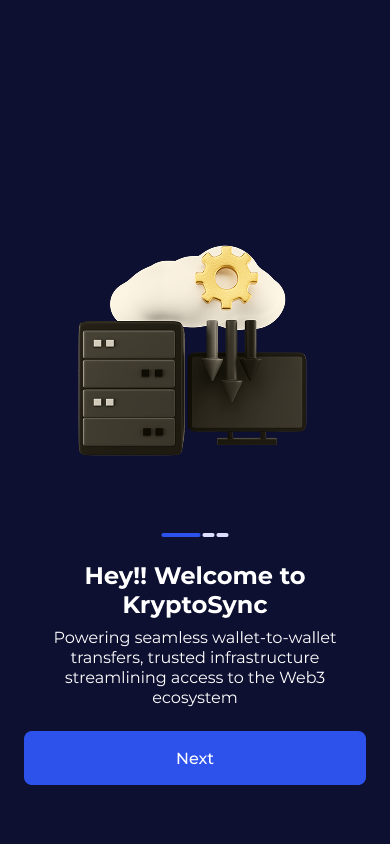 Hey!! Welcome to
KryptoSync
Powering seamless wallet-to-wallet
transfers, trusted infrastructure
streamlining access to the Web3
ecosystem
Next